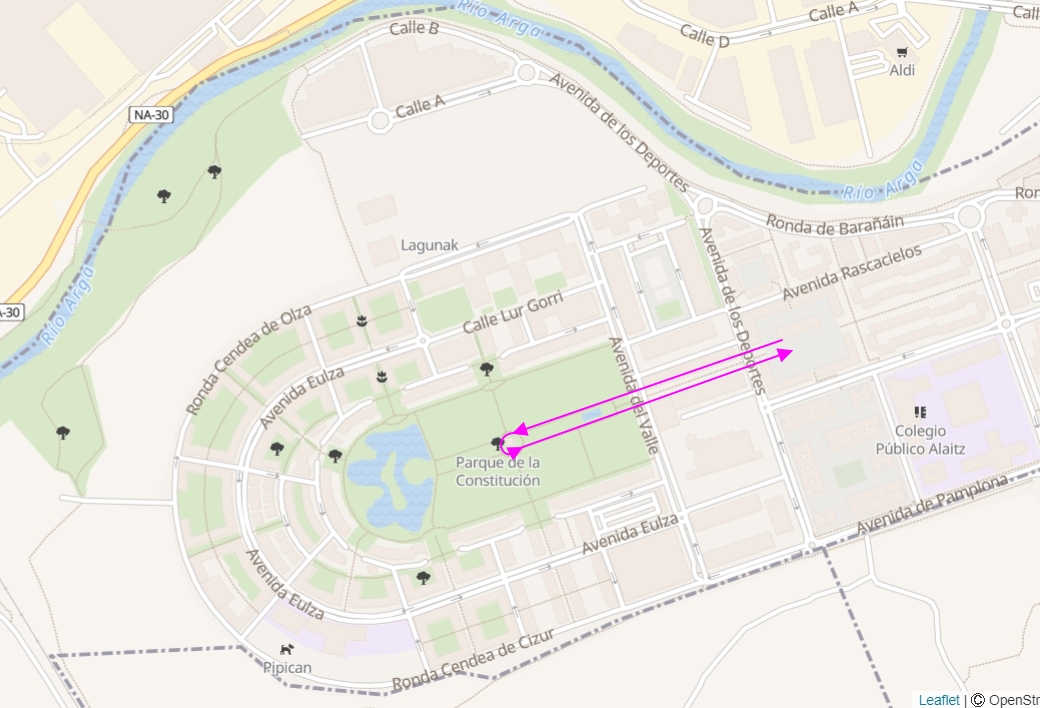 Río Arga
Calle A
Call
Calle B
Calle D
Aldi
NA-30
Calle A
Avenida de los Deportes
Río Arga
Ron
Ronda de Barañáin
Lagunak
Avenida Rascacielos
Río Arga
-30
Calle Lur Gorri
Avenida de los Deportes
Ronda Cendea de Olza
Avenida Eulza
Avenida del Valle
Colegio
Público Alaitz
Parque de la
Constitución
Avenida de Pamplona
Avenida Eulza
Avenida Eulza
Pipican
Ronda Cendea de Cizur
Leaflet | © OpenStr